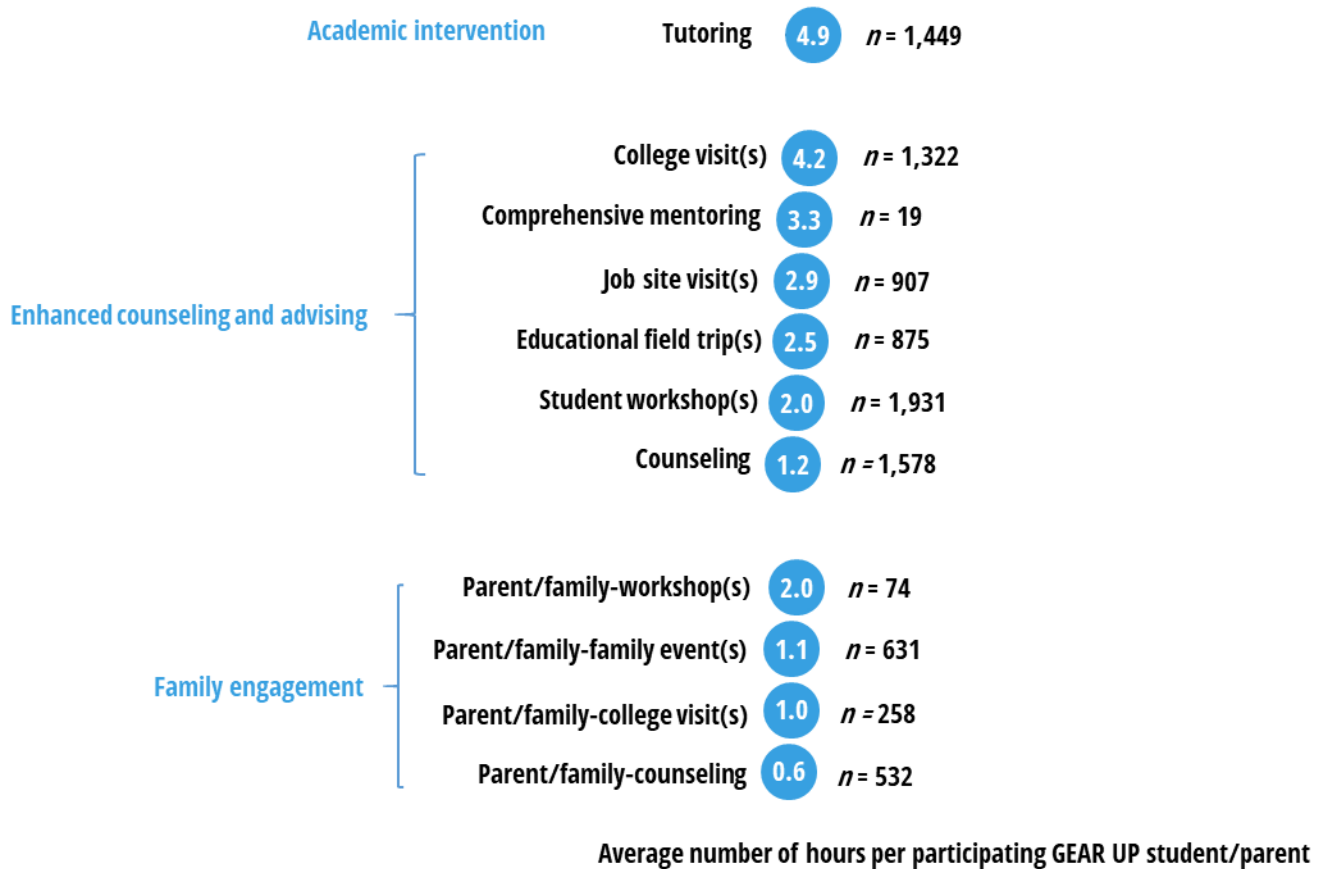 Academic intervention Tutoring 4.9 n = 1,449
College visit(s) 4.2 n = 1,322
Comprehensive mentoring 3.3 n = 19
Job site visit(s) 2.9 n = 907
Enhanced counseling and advising
Educational field trip(s) 2.5 n = 875
Student workshop(s) 2.0 n = 1,931
Counseling 1.2 n = 1,578
Parent/family-workshop(s) 2.0 n = 74
Parent/family-family event(s) 1.1 n = 631
Family engagement
Parent/family-college visit(s) 1.0 n = 258
Parent/family-counseling 0.6 n = 532
Average number of hours per participating GEAR UP student/parent